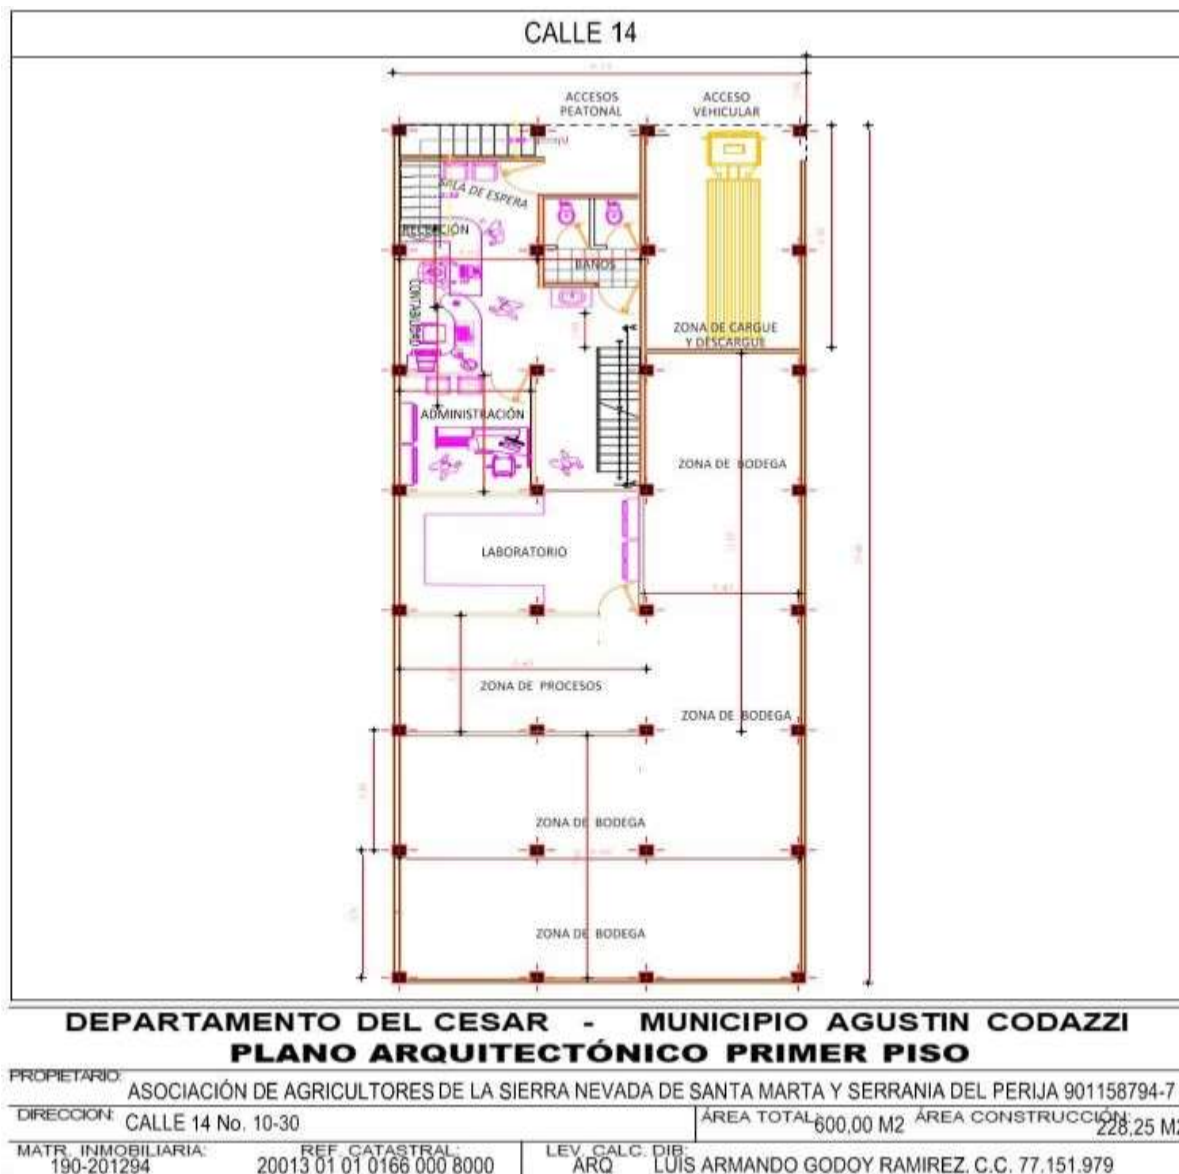 CALLE 14
ACCESOS
PEATONAL
ACCESO
VEHICULAR
SALA DE ESPERA
RECEPCIÓN
BAÑOS
CONTABILIDAD
ZONA DE CARGUE
Y DESCARGUE
ADMINISTRACIÓN
ZONA DE BODEGA
LABORATORIO
ZONA DE PROCESOS
ZONA DE BODEGA
ZONA DE BODEGA
ZONA DE BODEGA
DEPARTAMENTO DEL CESAR - MUNICIPIO AGUSTIN CODAZZI
PLANO ARQUITECTÓNICO PRIMER PISO
PROPIETARIO: ASOCIACIÓN DE AGRICULTORES DE LA SIERRA NEVADA DE SANTA MARTA Y SERRANIA DEL PERIJA 901158794-7
DIRECCION: CALLE 14 No. 10-30 ÁREA TOTAL: 600,00 M2 ÁREA CONSTRUCCIÓN: 228,25 M2
MATR. INMOBILIARIA: 190-201294 REF. CATASTRAL: 20013 01 01 0166 000 8000 LEV. CALC. DIB: ARQ LUIS ARMANDO GODOY RAMIREZ. C.C. 77.151.979